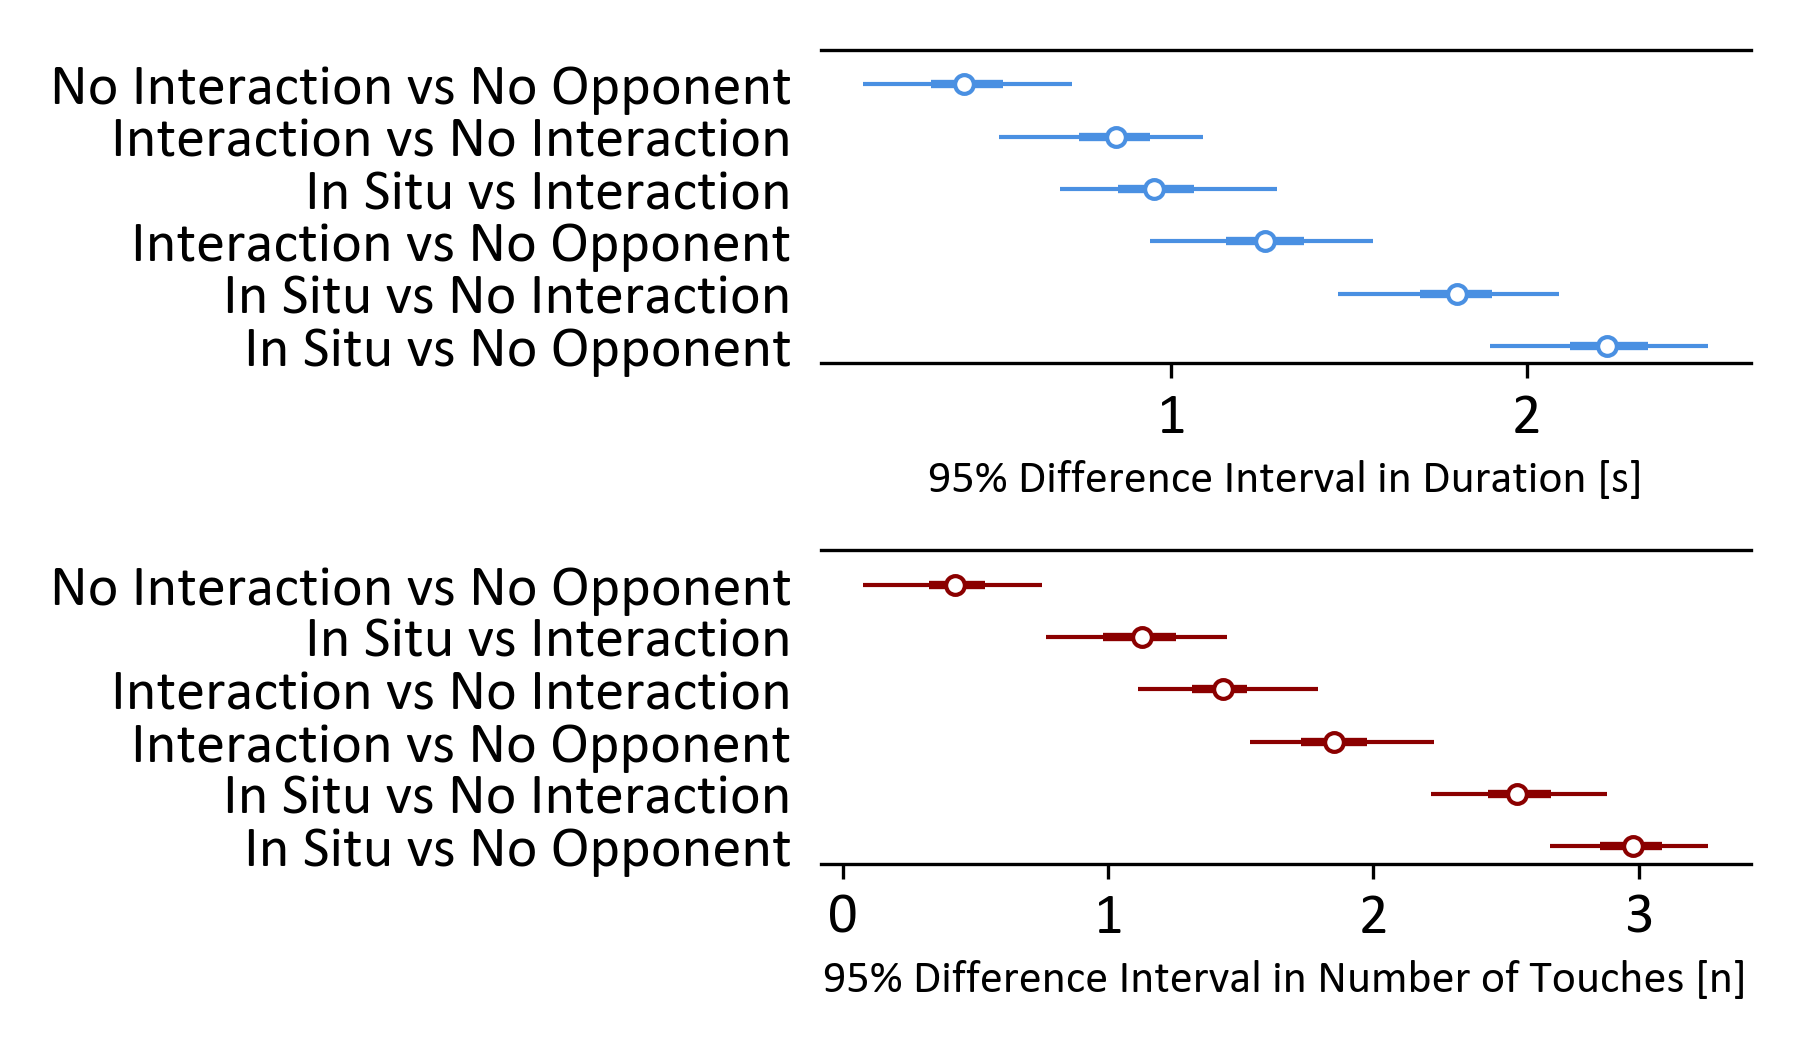 No Interaction vs No Opponent
Interaction vs No Interaction
In Situ vs Interaction
Interaction vs No Opponent
In Situ vs No Interaction
In Situ vs No Opponent
1 2
95% Difference Interval in Duration [s]
No Interaction vs No Opponent
In Situ vs Interaction
Interaction vs No Interaction
Interaction vs No Opponent
In Situ vs No Interaction
In Situ vs No Opponent
0 1 2 3
95% Difference Interval in Number of Touches [n]